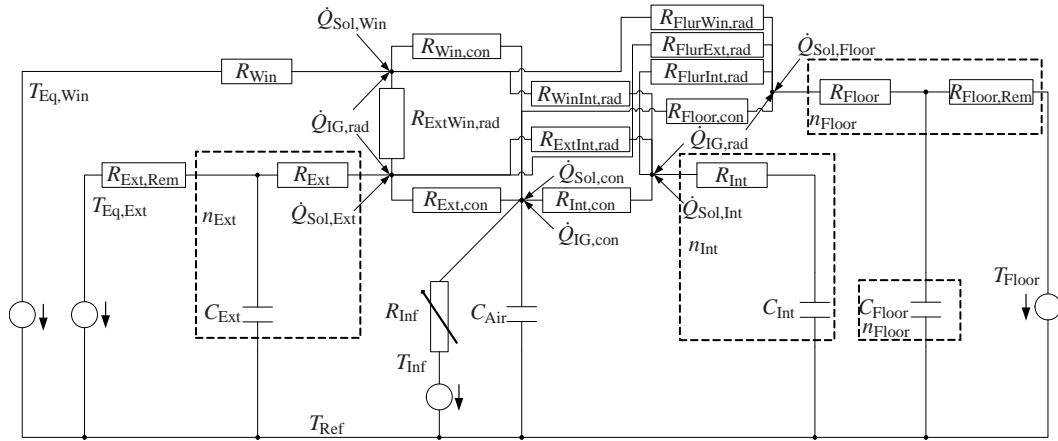 Q̇Sol,Win
RFlurWin,rad
RWin,con
RFlurExt,rad
Q̇Sol,Floor
RWin
RFlurInt,rad
TEq,Win
RWinInt,rad
RFloor
RFloor,Rem
RExtWin,rad
RFloor,con
nFloor
Q̇IG,rad
RExtInt,rad
Q̇IG,rad
RExt,Rem
RExt
Q̇Sol,con
RInt
TEq,Ext
nExt
Q̇Sol,Ext
RExt,con
RInt,con
Q̇Sol,Int
Q̇IG,con
nInt
TFloor
CExt
RInf
CAir
CInt
CFloor
nFloor
TInf
TRef